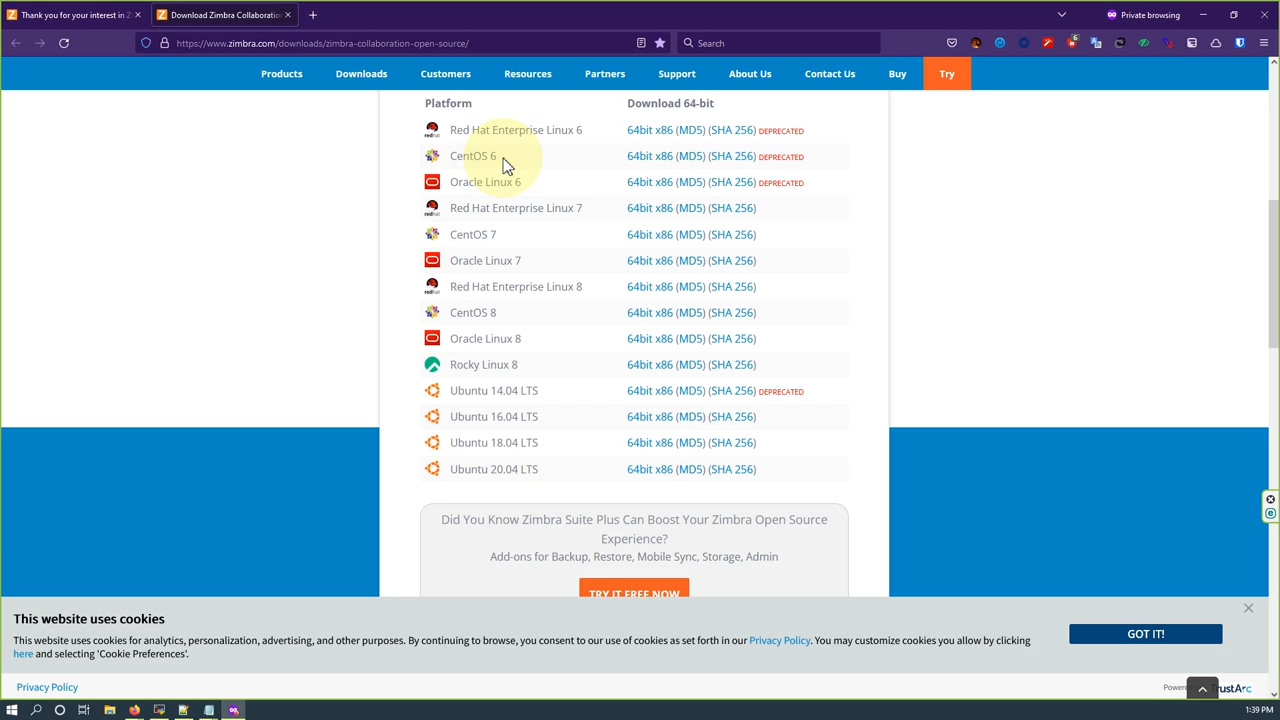 Thank you for your interest in Z
Download Zimbra Collaboration
Private browsing
https://www.zimbra.com/downloads/zimbra-collaboration-open-source/
Search
6
Products Downloads Customers Resources Partners Support About Us Contact Us Buy Try
Platform Download 64-bit
Red Hat Enterprise Linux 6 64bit x86 (MD5) (SHA 256) DEPRECATED
CentOS 6 64bit x86 (MD5) (SHA 256) DEPRECATED
Oracle Linux 6 64bit x86 (MD5) (SHA 256) DEPRECATED
Red Hat Enterprise Linux 7 64bit x86 (MD5) (SHA 256)
CentOS 7 64bit x86 (MD5) (SHA 256)
Oracle Linux 7 64bit x86 (MD5) (SHA 256)
Red Hat Enterprise Linux 8 64bit x86 (MD5) (SHA 256)
CentOS 8 64bit x86 (MD5) (SHA 256)
Oracle Linux 8 64bit x86 (MD5) (SHA 256)
Rocky Linux 8 64bit x86 (MD5) (SHA 256)
Ubuntu 14.04 LTS 64bit x86 (MD5) (SHA 256) DEPRECATED
Ubuntu 16.04 LTS 64bit x86 (MD5) (SHA 256)
Ubuntu 18.04 LTS 64bit x86 (MD5) (SHA 256)
Ubuntu 20.04 LTS 64bit x86 (MD5) (SHA 256)
Did You Know Zimbra Suite Plus Can Boost Your Zimbra Open Source
Experience?
Add-ons for Backup, Restore, Mobile Sync, Storage, Admin
TRY IT FREE NOW
This website uses cookies
This website uses cookies for analytics, personalization, advertising, and other purposes. By continuing to browse, you consent to our use of cookies as set forth in our Privacy Policy. You may customize cookies you allow by clicking
here and selecting 'Cookie Preferences'.
GOT IT!
Privacy Policy
TrustArc
1:39 PM